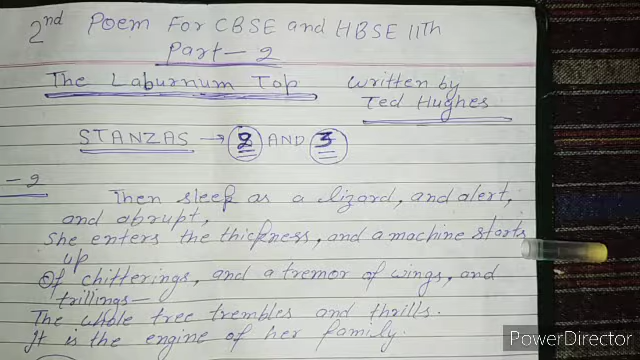 2nd Poem For CBSE and HBSE 11Th
Part - 2
The Laburnum Top written by
Ted Hughes
STANZAS → 2 AND 3
- 2
Then sleek as a lizard, and alert,
and abrupt,
She enters the thickness, and a machine starts
up
Of chitterings, and a tremor of wings, and
trillings—
The whole tree trembles and thrills.
It is the engine of her family.
Made with
PowerDirector